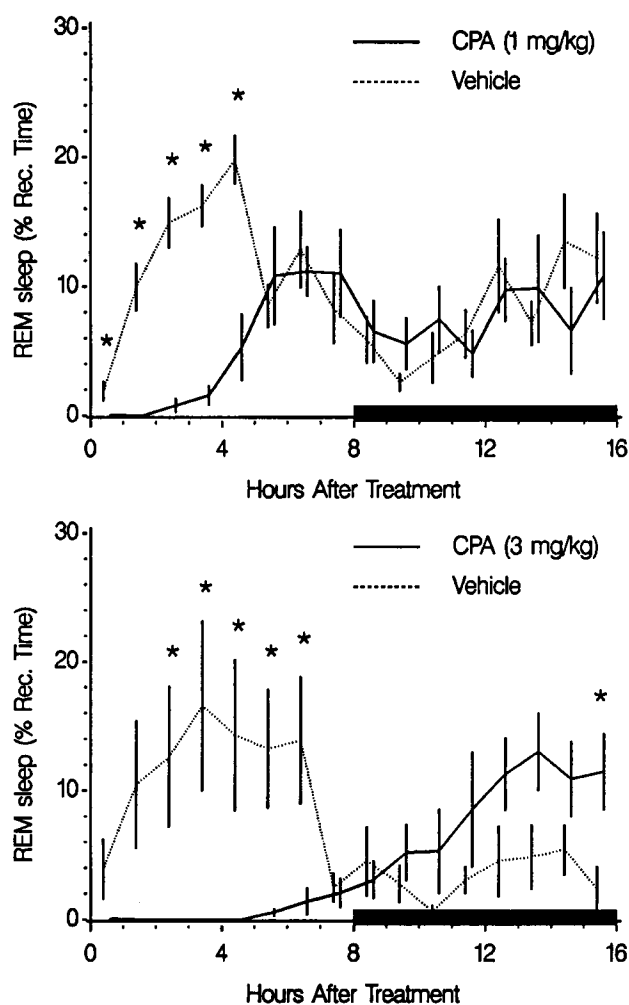 30
20
10
0
REM sleep (% Rec. Time)
CPA (1 mg/kg)
Vehicle
*
*
*
*
*
0 4 8 12 16
Hours After Treatment
30
20
10
0
REM sleep (% Rec. Time)
CPA (3 mg/kg)
Vehicle
*
*
*
*
*
*
0 4 8 12 16
Hours After Treatment